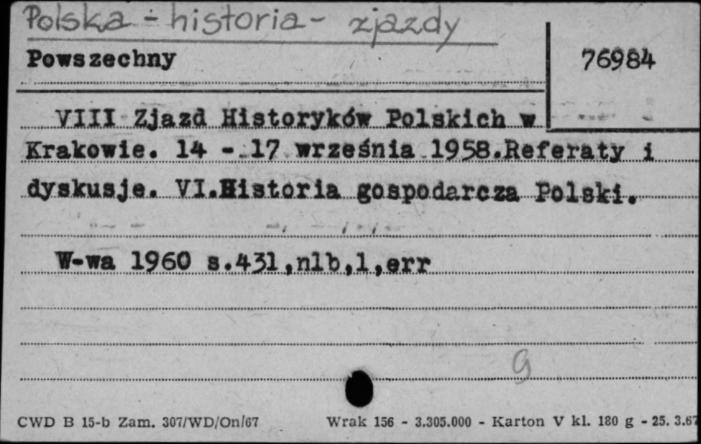 Polska - historia - zjazdy
Powszechny
76984
VIII Zjazd Historyków Polskich w
Krakowie. 14 - 17 września 1958.Referaty i
dyskusje. VI.Historia gospodarcza Polski.
W-wa 1960 s.431,nlb,1,err
g
CWD B 15-b Zam. 307/WD/On/67 Wrak 156 - 3.305.000 - Karton V kl. 180 g - 25. 3.67